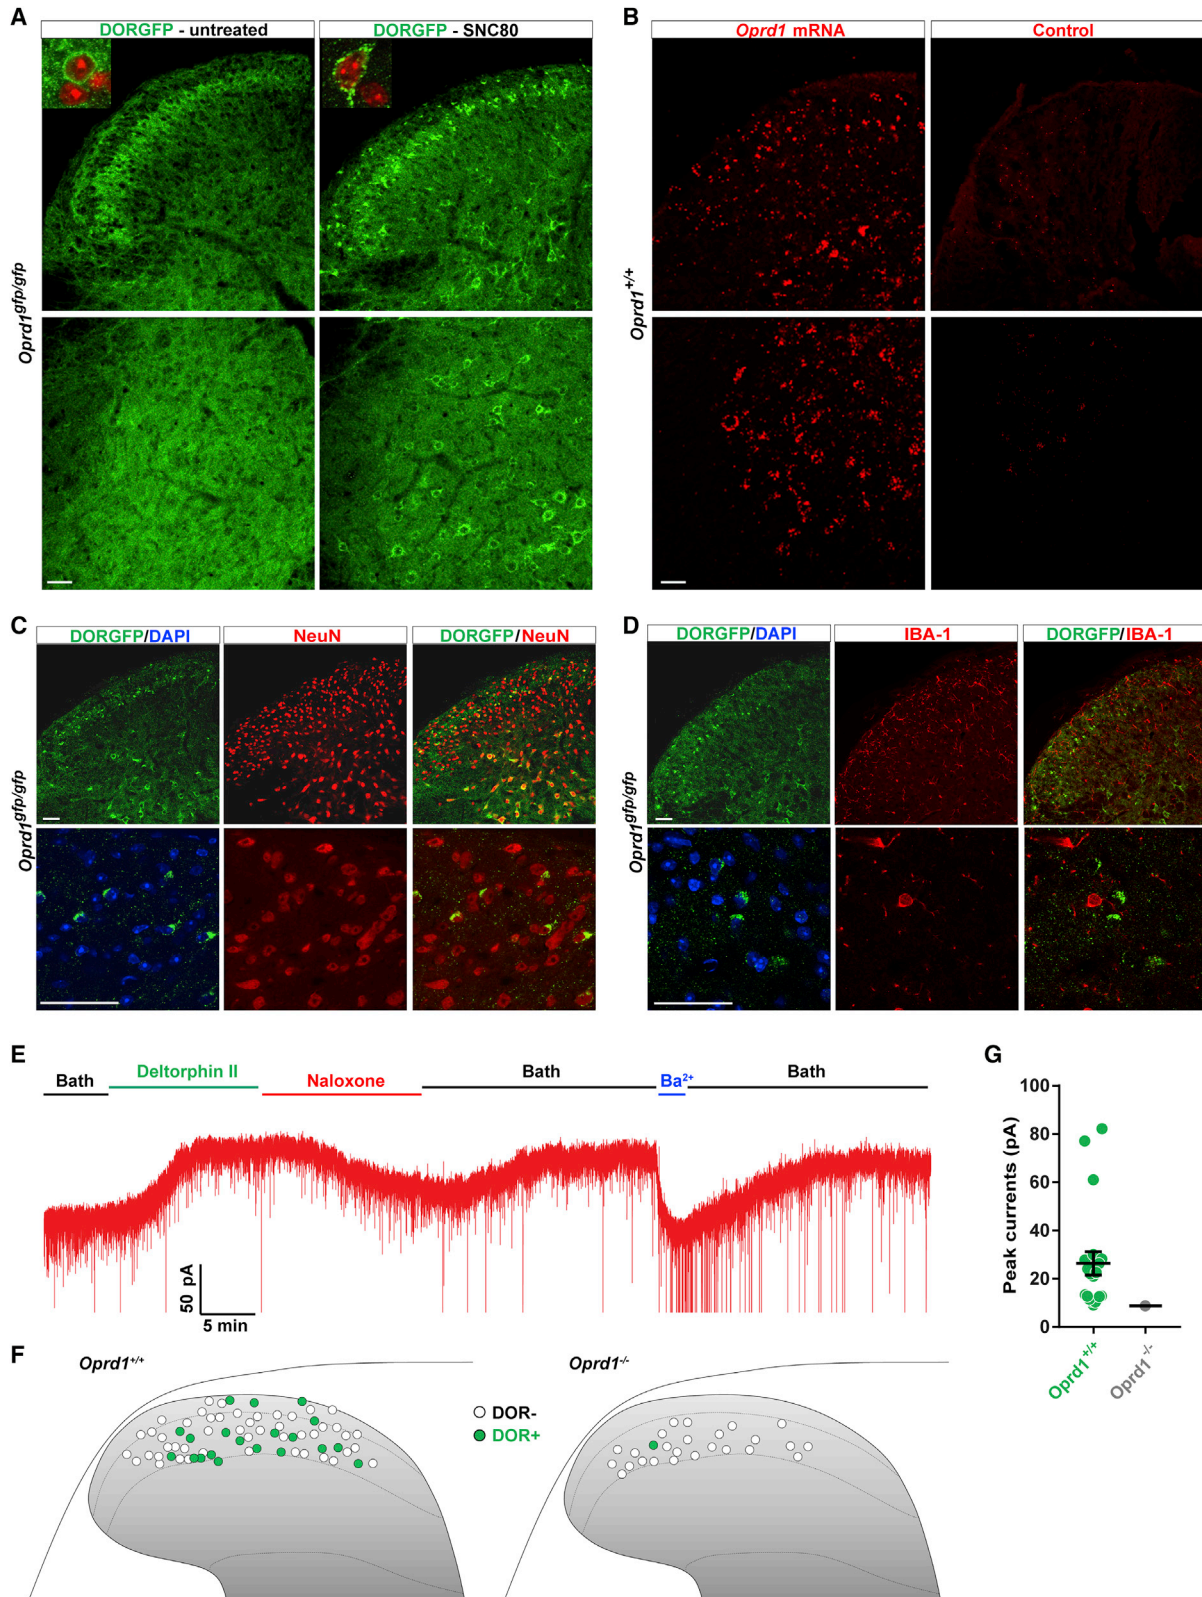 A
DORGFP - untreated
DORGFP - SNC80
Oprd1gfp/gfp
B
Oprd1 mRNA
Control
Oprd1+/+
C
DORGFP/DAPI
NeuN
DORGFP/NeuN
Oprd1gfp/gfp
D
DORGFP/DAPI
IBA-1
DORGFP/IBA-1
Oprd1gfp/gfp
E
Bath
Deltorphin II
Naloxone
Bath
Ba2+
Bath
50 pA
5 min
F
Oprd1+/+
Oprd1-/-
DOR-
DOR+
G
Peak currents (pA)
100
80
60
40
20
0
Oprd1+/+
Oprd1-/-